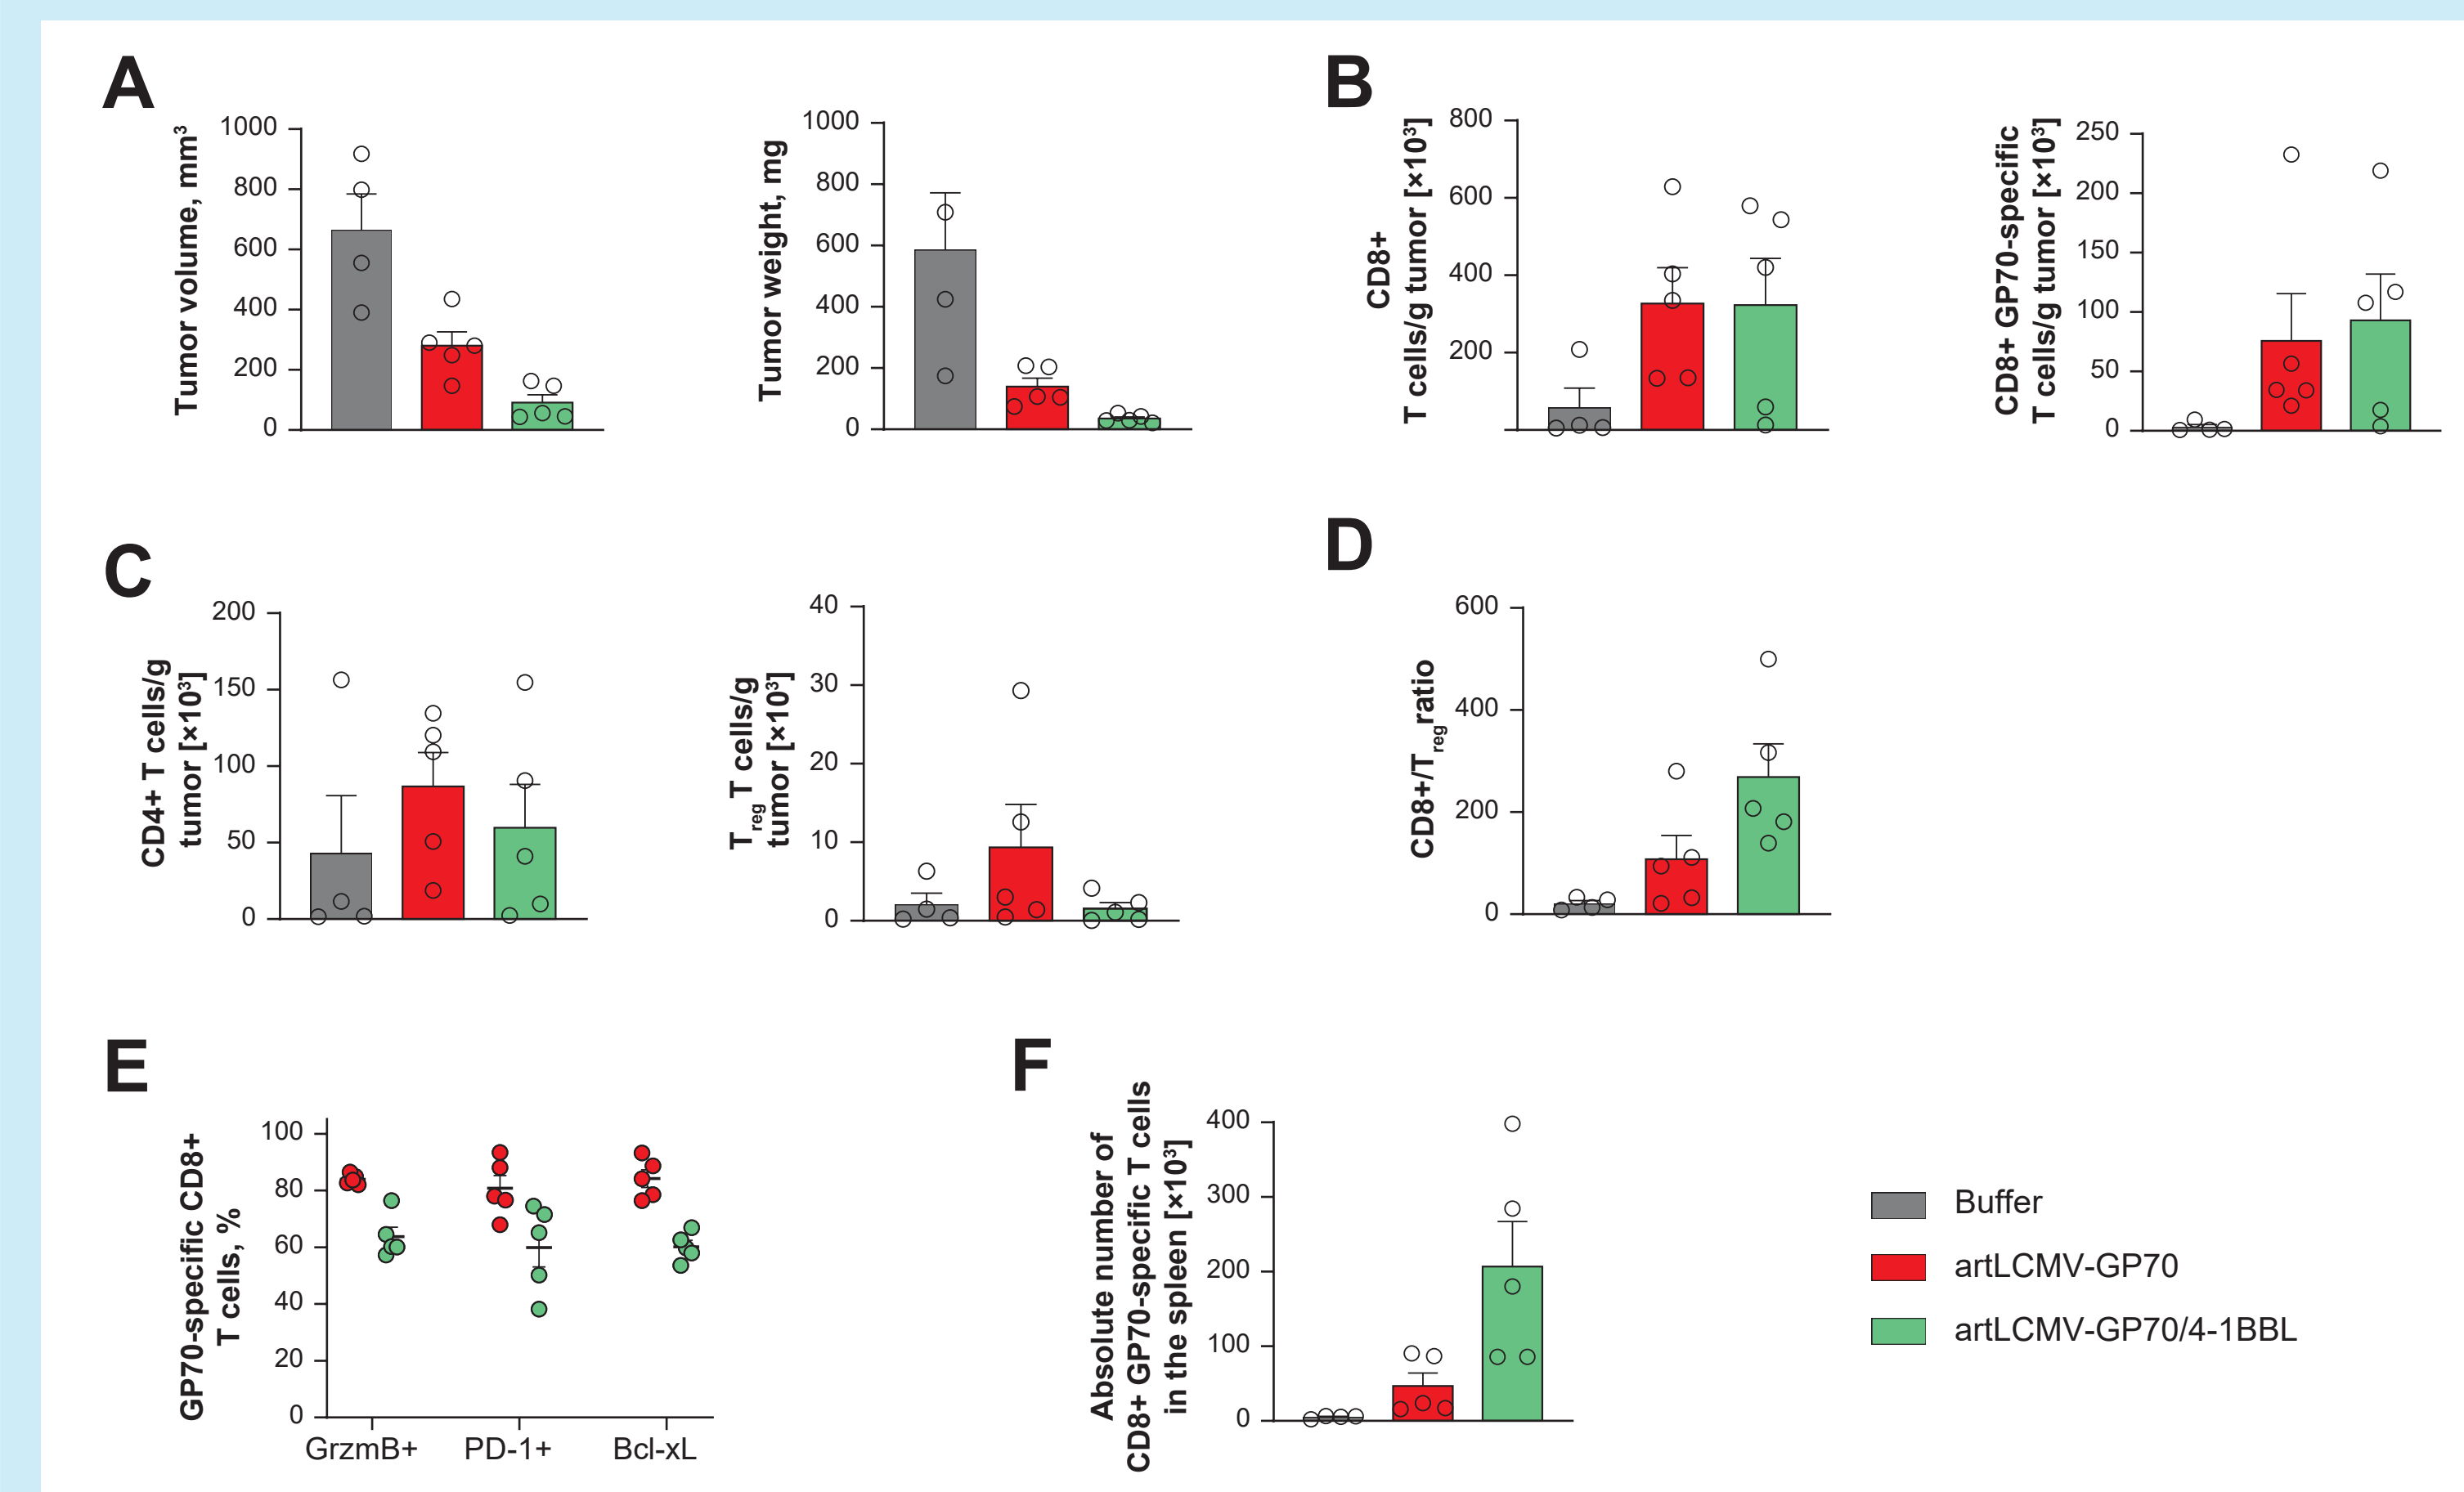 A
Tumor volume, mm³
1000
800
600
400
200
0
Tumor weight, mg
1000
800
600
400
200
0
B
CD8+
T cells/g tumor [×10³]
800
600
400
200
CD8+ GP70-specific
T cells/g tumor [×10³]
250
200
150
100
50
0
C
CD4+ T cells/g
tumor [×10³]
200
150
100
50
0
Treg T cells/g
tumor [×10³]
40
30
20
10
0
D
CD8+/Treg ratio
600
400
200
0
E
GP70-specific CD8+
T cells, %
100
80
60
40
20
0
GrzmB+ PD-1+ Bcl-xL
F
Absolute number of
CD8+ GP70-specific T cells
in the spleen [×10³]
400
300
200
100
0
Buffer
artLCMV-GP70
artLCMV-GP70/4-1BBL